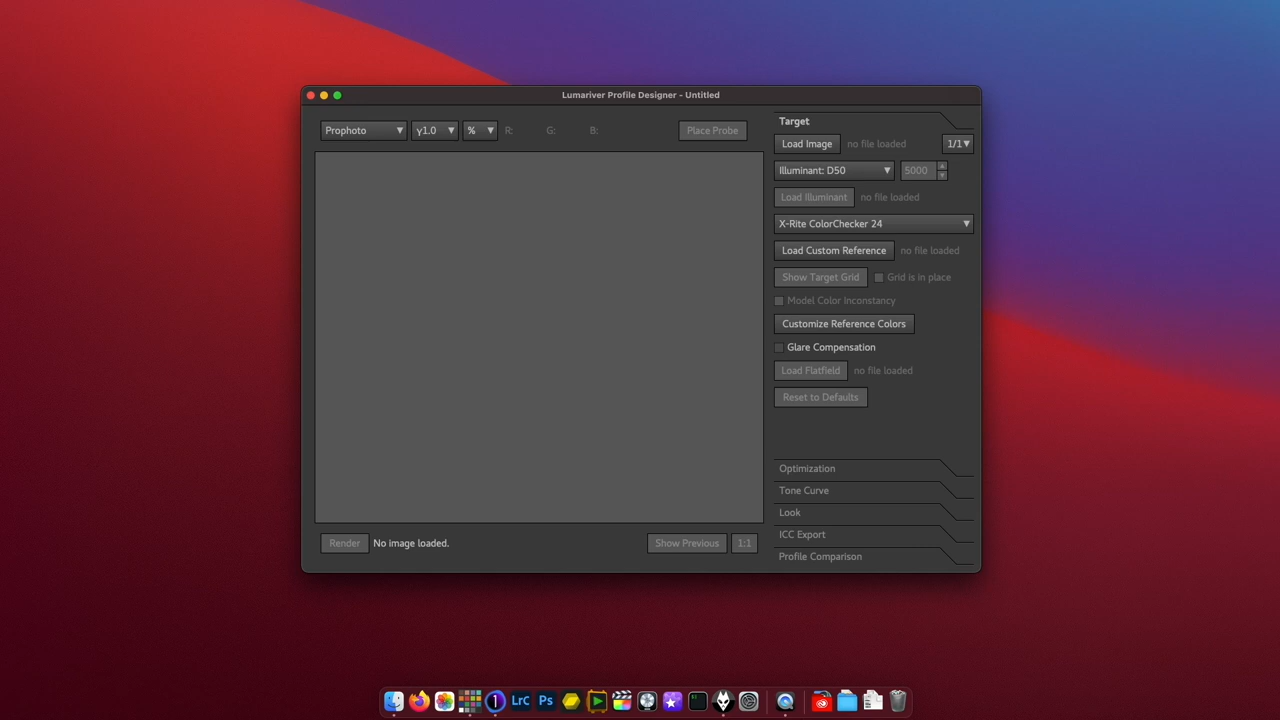 Lumariver Profile Designer - Untitled
Prophoto γ1.0 % R: G: B: Place Probe
Target
Load Image no file loaded 1/1
Illuminant: D50 5000
Load Illuminant no file loaded
X-Rite ColorChecker 24
Load Custom Reference no file loaded
Show Target Grid Grid is in place
Model Color Inconstancy
Customize Reference Colors
Glare Compensation
Load Flatfield no file loaded
Reset to Defaults
Optimization
Tone Curve
Look
ICC Export
Profile Comparison
Render No image loaded. Show Previous 1:1
1 LrC Ps